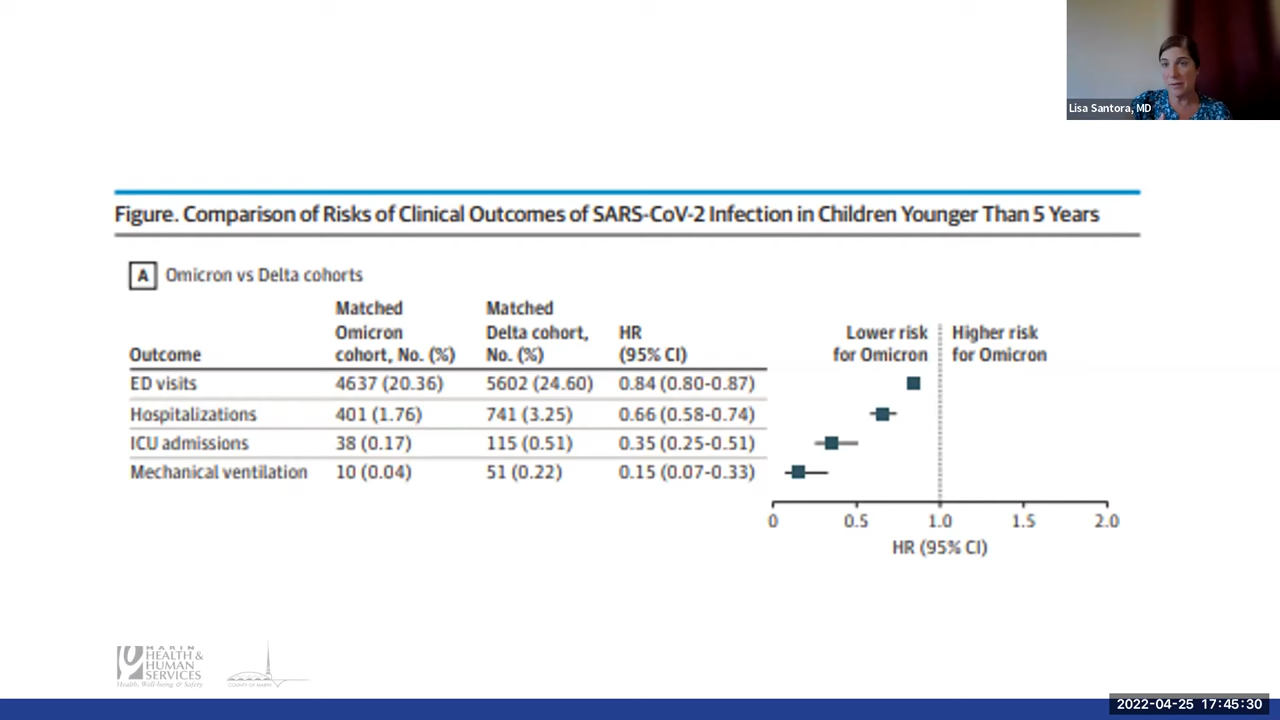 Lisa Santora, MD
Figure. Comparison of Risks of Clinical Outcomes of SARS-CoV-2 Infection in Children Younger Than 5 Years
A Omicron vs Delta cohorts
Matched Matched
Omicron Delta cohort, HR Lower risk Higher risk
Outcome cohort, No. (%) No. (%) (95% CI) for Omicron for Omicron
ED visits 4637 (20.36) 5602 (24.60) 0.84 (0.80-0.87)
Hospitalizations 401 (1.76) 741 (3.25) 0.66 (0.58-0.74)
ICU admissions 38 (0.17) 115 (0.51) 0.35 (0.25-0.51)
Mechanical ventilation 10 (0.04) 51 (0.22) 0.15 (0.07-0.33)
0 0.5 1.0 1.5 2.0
HR (95% CI)
MARIN
HEALTH &
HUMAN
SERVICES
Health, Well-being & Safety
COUNTY OF MARIN
2022-04-25 17:45:30